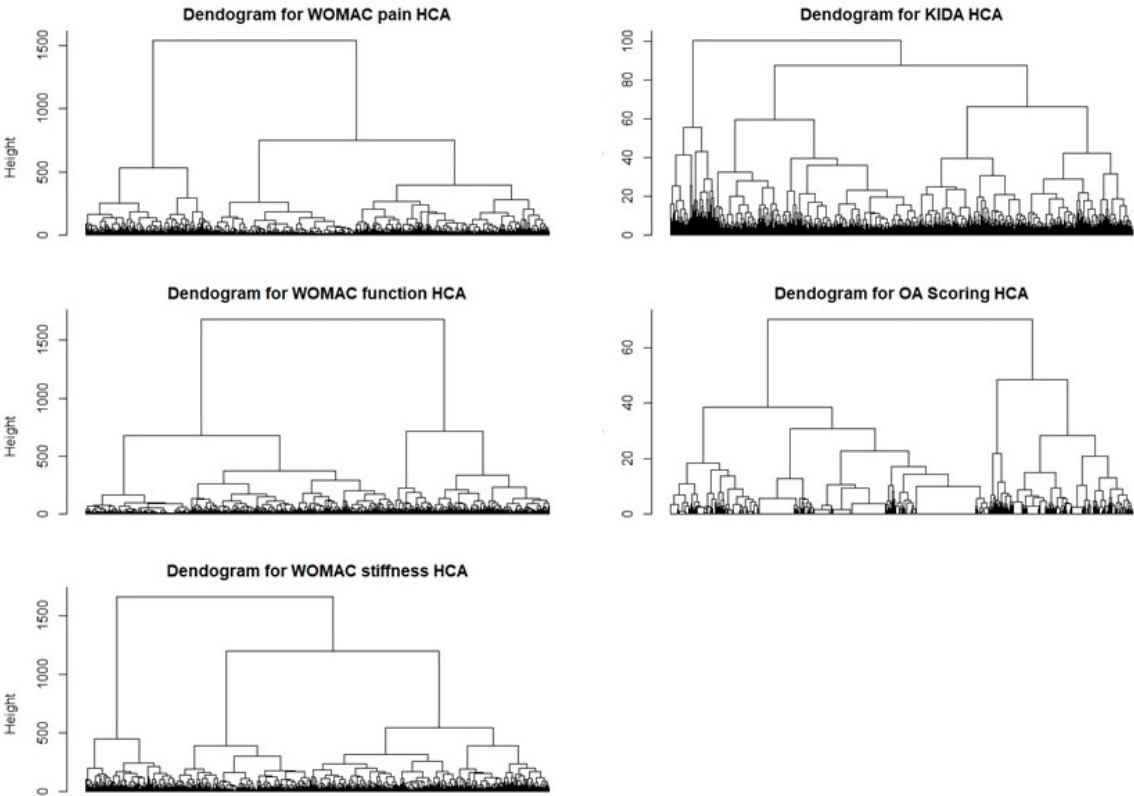 Dendogram for WOMAC pain HCA
Height
1500
1000
500
0
Dendogram for KIDA HCA
100
80
60
40
20
0
Dendogram for WOMAC function HCA
Height
1500
1000
500
0
Dendogram for OA Scoring HCA
60
40
20
0
Dendogram for WOMAC stiffness HCA
Height
1500
1000
500
0